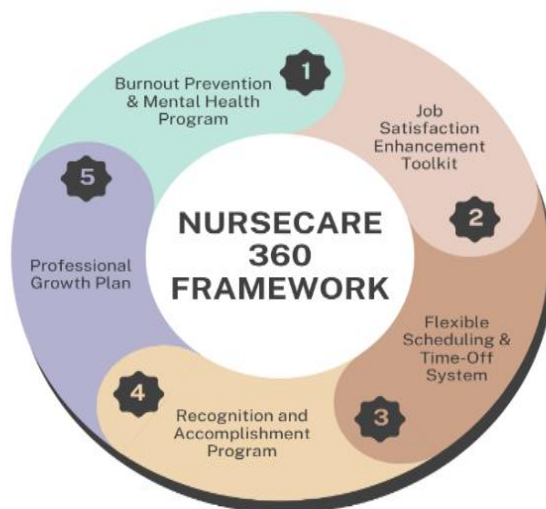 NURSECARE
360
FRAMEWORK
1
Burnout Prevention
& Mental Health
Program
2
Job
Satisfaction
Enhancement
Toolkit
3
Flexible
Scheduling &
Time-Off
System
4
Recognition and
Accomplishment
Program
5
Professional
Growth Plan